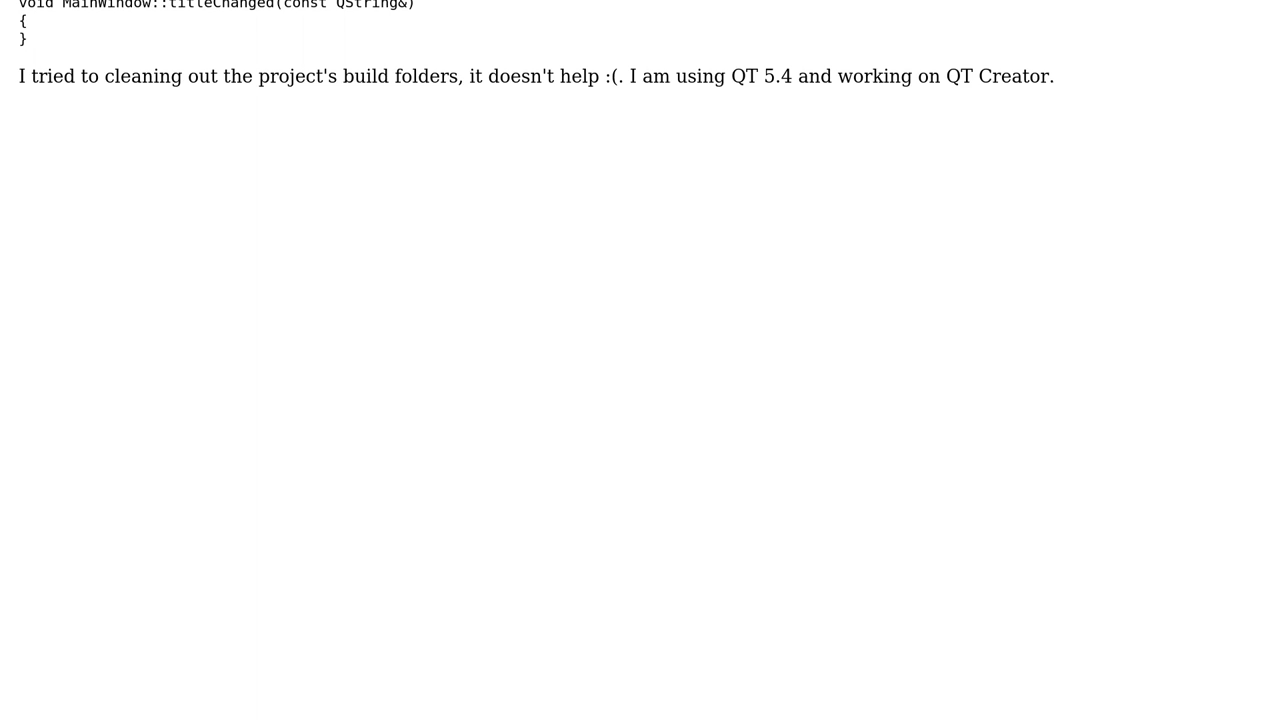 void MainWindow::titleChanged(const QString&)
{
}
I tried to cleaning out the project's build folders, it doesn't help :(. I am using QT 5.4 and working on QT Creator.